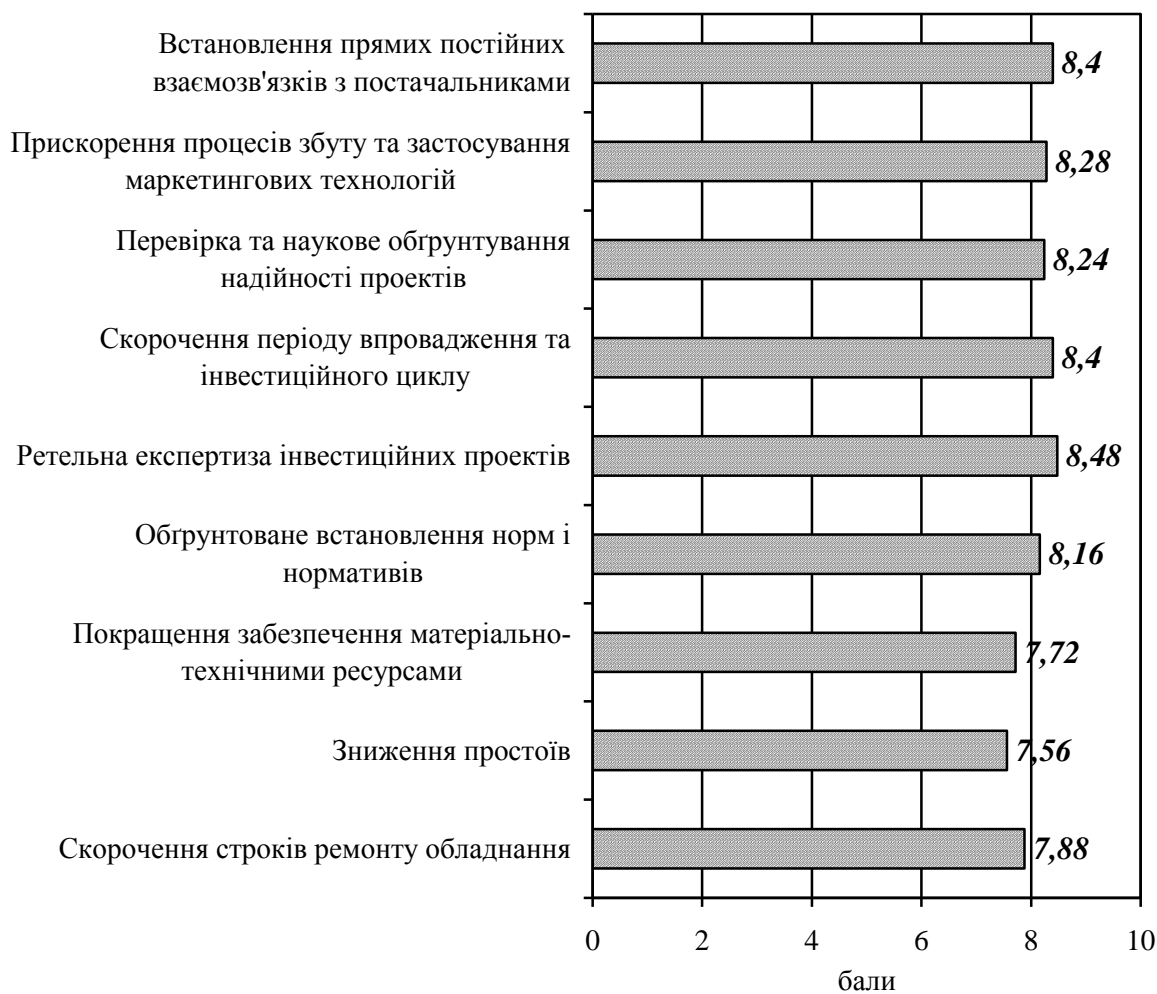 Встановлення прямих постійних
взаємозв'язків з постачальниками
8,4
Прискорення процесів збуту та застосування
маркетингових технологій
8,28
Перевірка та наукове обґрунтування
надійності проектів
8,24
Скорочення періоду впровадження та
інвестиційного циклу
8,4
Ретельна експертиза інвестиційних проектів
8,48
Обґрунтоване встановлення норм і
нормативів
8,16
Покращення забезпечення матеріально-
технічними ресурсами
7,72
Зниження простоїв
7,56
Скорочення строків ремонту обладнання
7,88
0 2 4 6 8 10
бали